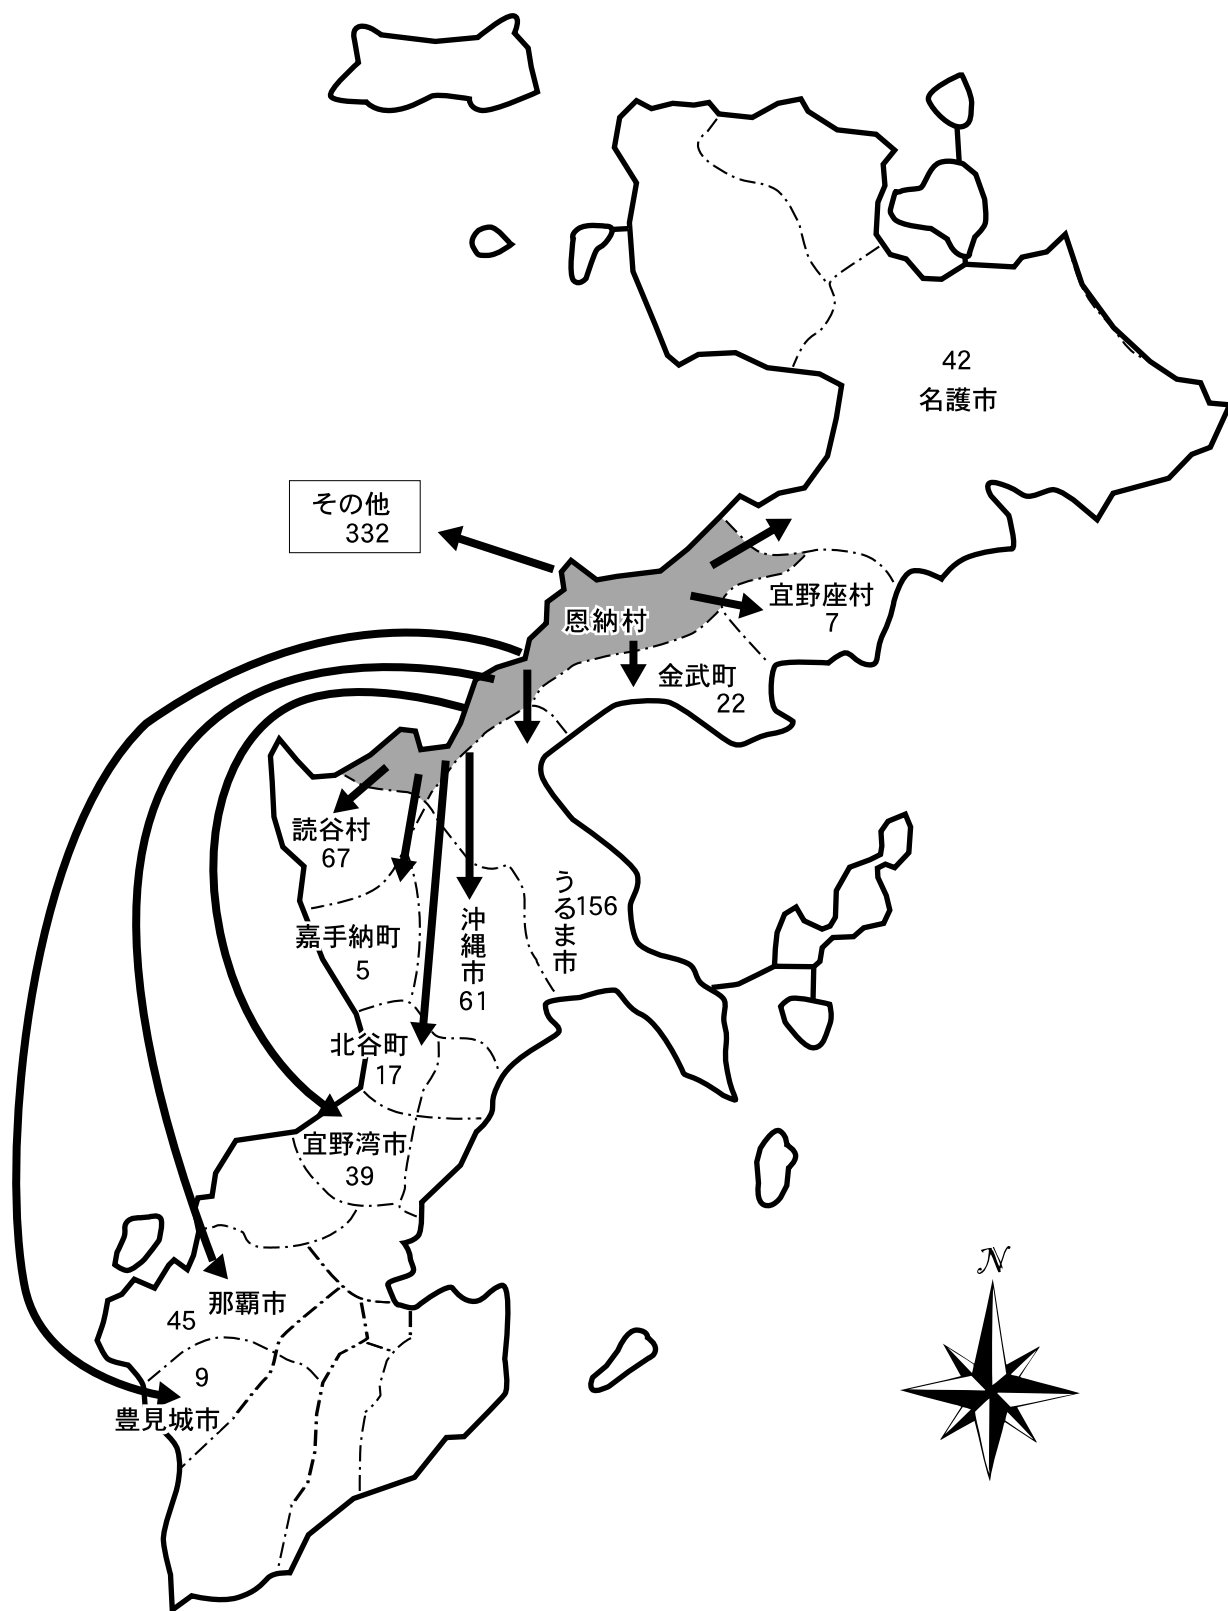 42
名護市
その他
332
恩納村
宜野座村
7
金武町
22
読谷村
67
うるま市
156
嘉手納町
5
沖縄市
61
北谷町
17
宜野湾市
39
那覇市
45
9
豊見城市
N